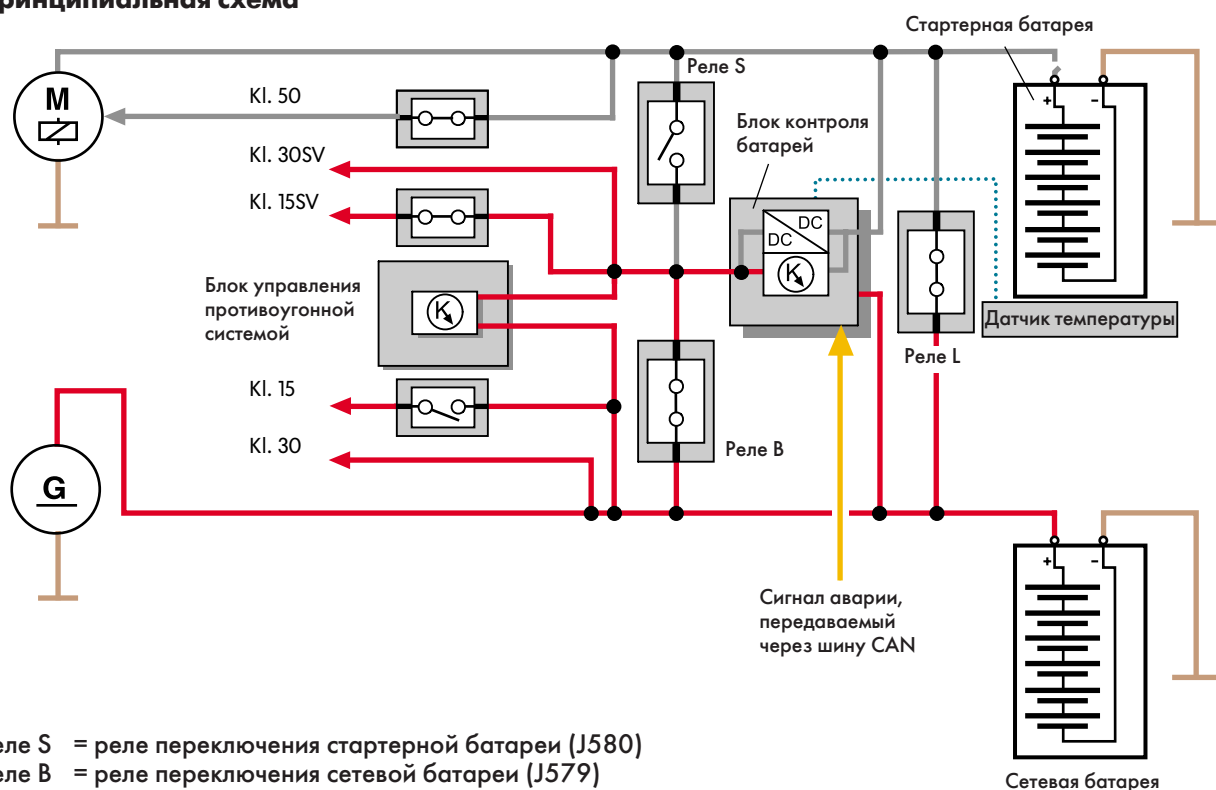 ринципиальная схема
Стартерная батарея
Реле S
M
Kl. 50
Блок контроля
батарей
Kl. 30SV
Kl. 15SV
DC
DC
+
-
Блок управления
противоугонной
системой
K
K
Датчик температуры
Реле L
Kl. 15
Реле B
Kl. 30
G
+
-
Сигнал аварии,
передаваемый
через шину CAN
еле S = реле переключения стартерной батареи (J580)
еле B = реле переключения сетевой батареи (J579)
Сетевая батарея